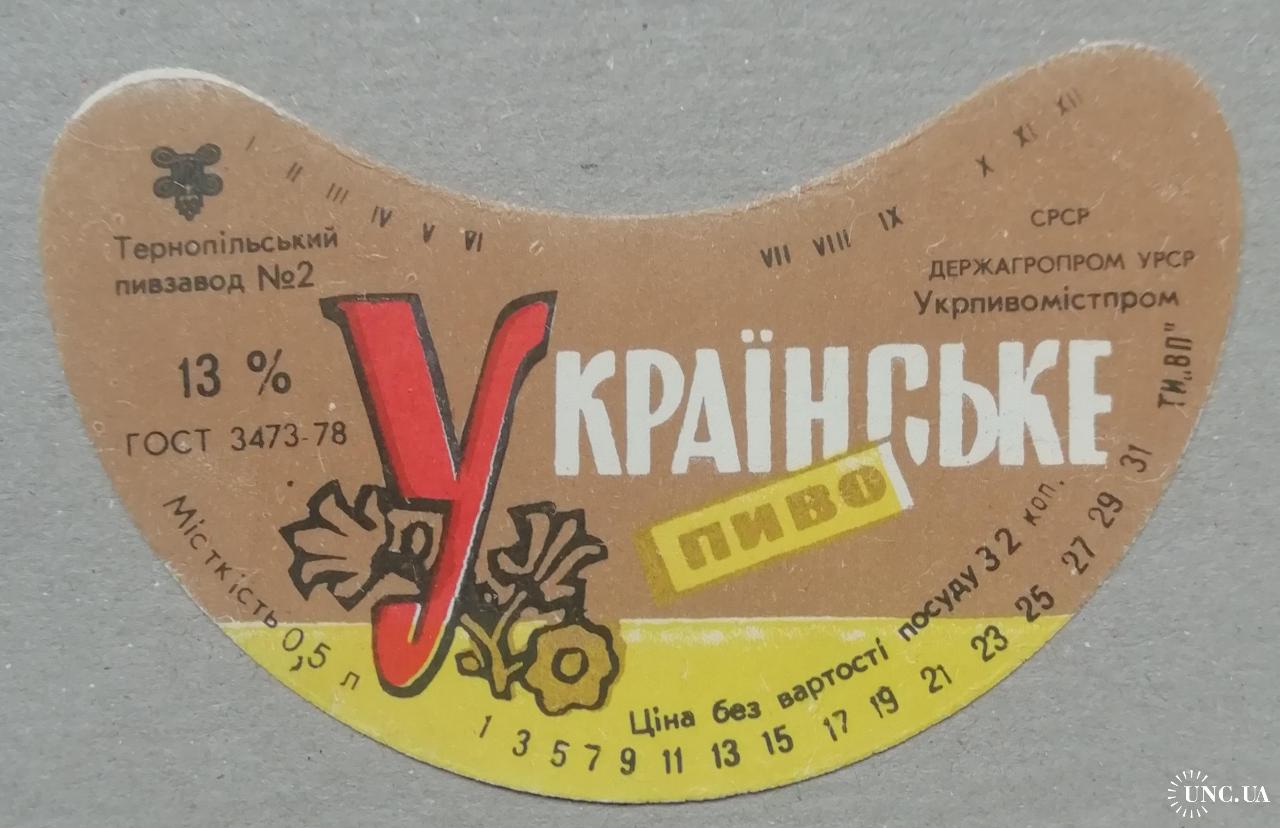 I II III IV V VI
VII VIII IX X XI XII
Тернопільський
пивзавод №2
13 %
ГОСТ 3473-78
СРСР
ДЕРЖАГРОПРОМ УРСР
Укрпивомістпром
ТИ„ВП"
УКРАЇНСЬКЕ
ПИВО
Місткість 0,5 л
Ціна без вартості посуду 32 коп.
1 3 5 7 9 11 13 15 17 19 21 23 25 27 29 31
UNC.UA